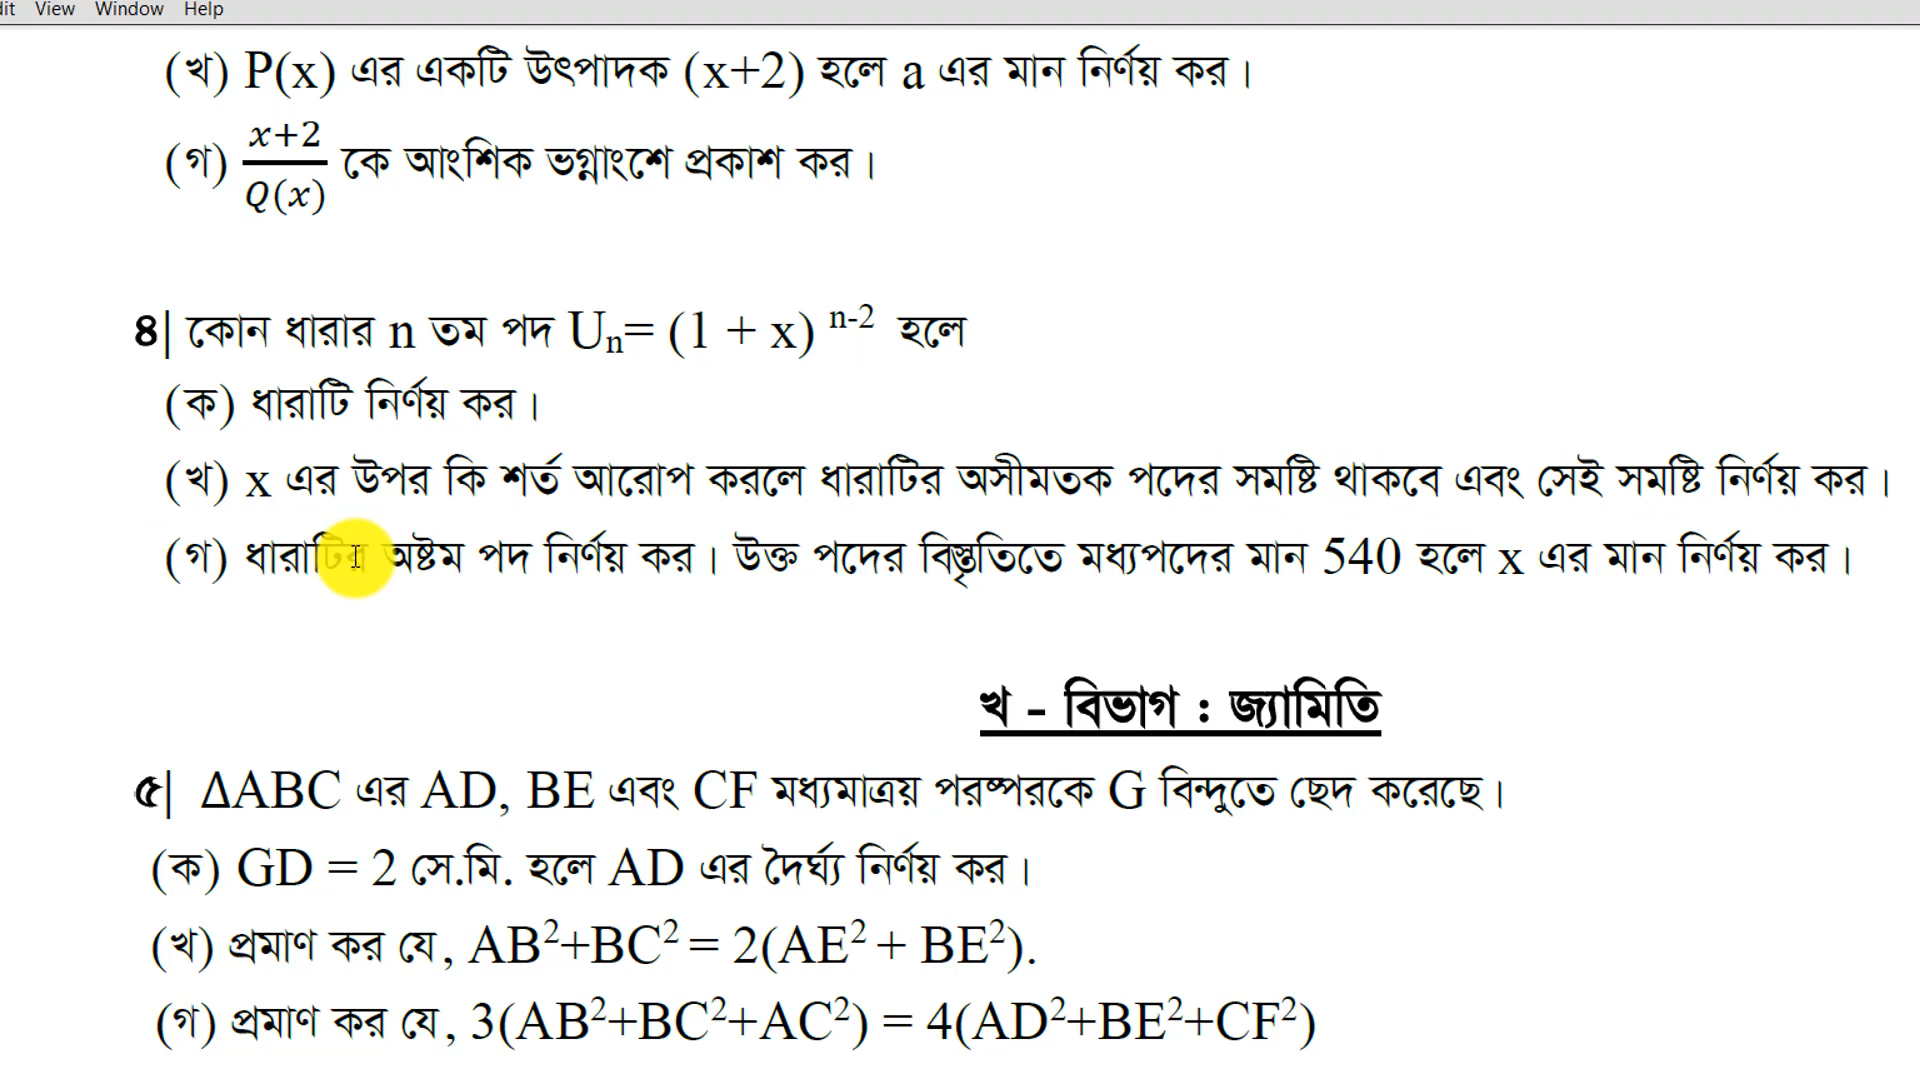 dit View Window Help
(খ) P(x) এর একটি উৎপাদক (x+2) হলে a এর মান নির্ণয় কর।
(গ) \frac{x+2}{Q(x)} কে আংশিক ভগ্নাংশে প্রকাশ কর।
৪| কোন ধারার n তম পদ Uₙ= (1 + x) ⁿ⁻² হলে
(ক) ধারাটি নির্ণয় কর।
(খ) x এর উপর কি শর্ত আরোপ করলে ধারাটির অসীমতক পদের সমষ্টি থাকবে এবং সেই সমষ্টি নির্ণয় কর।
(গ) ধারাটির অষ্টম পদ নির্ণয় কর। উক্ত পদের বিস্তৃতিতে মধ্যপদের মান 540 হলে x এর মান নির্ণয় কর।
খ - বিভাগ : জ্যামিতি
৫| ΔABC এর AD, BE এবং CF মধ্যমাত্রয় পরষ্পরকে G বিন্দুতে ছেদ করেছে।
(ক) GD = 2 সে.মি. হলে AD এর দৈর্ঘ্য নির্ণয় কর।
(খ) প্রমাণ কর যে, AB²+BC² = 2(AE² + BE²).
(গ) প্রমাণ কর যে, 3(AB²+BC²+AC²) = 4(AD²+BE²+CF²)